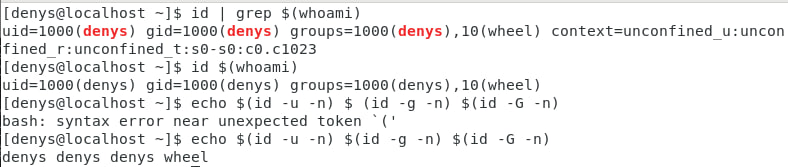 [denys@localhost ~]$ id | grep $(whoami)
uid=1000(denys) gid=1000(denys) groups=1000(denys),10(wheel) context=unconfined_u:uncon
fined_r:unconfined_t:s0-s0:c0.c1023
[denys@localhost ~]$ id $(whoami)
uid=1000(denys) gid=1000(denys) groups=1000(denys),10(wheel)
[denys@localhost ~]$ echo $(id -u -n) $ (id -g -n) $(id -G -n)
bash: syntax error near unexpected token `('
[denys@localhost ~]$ echo $(id -u -n) $(id -g -n) $(id -G -n)
denys denys denys wheel